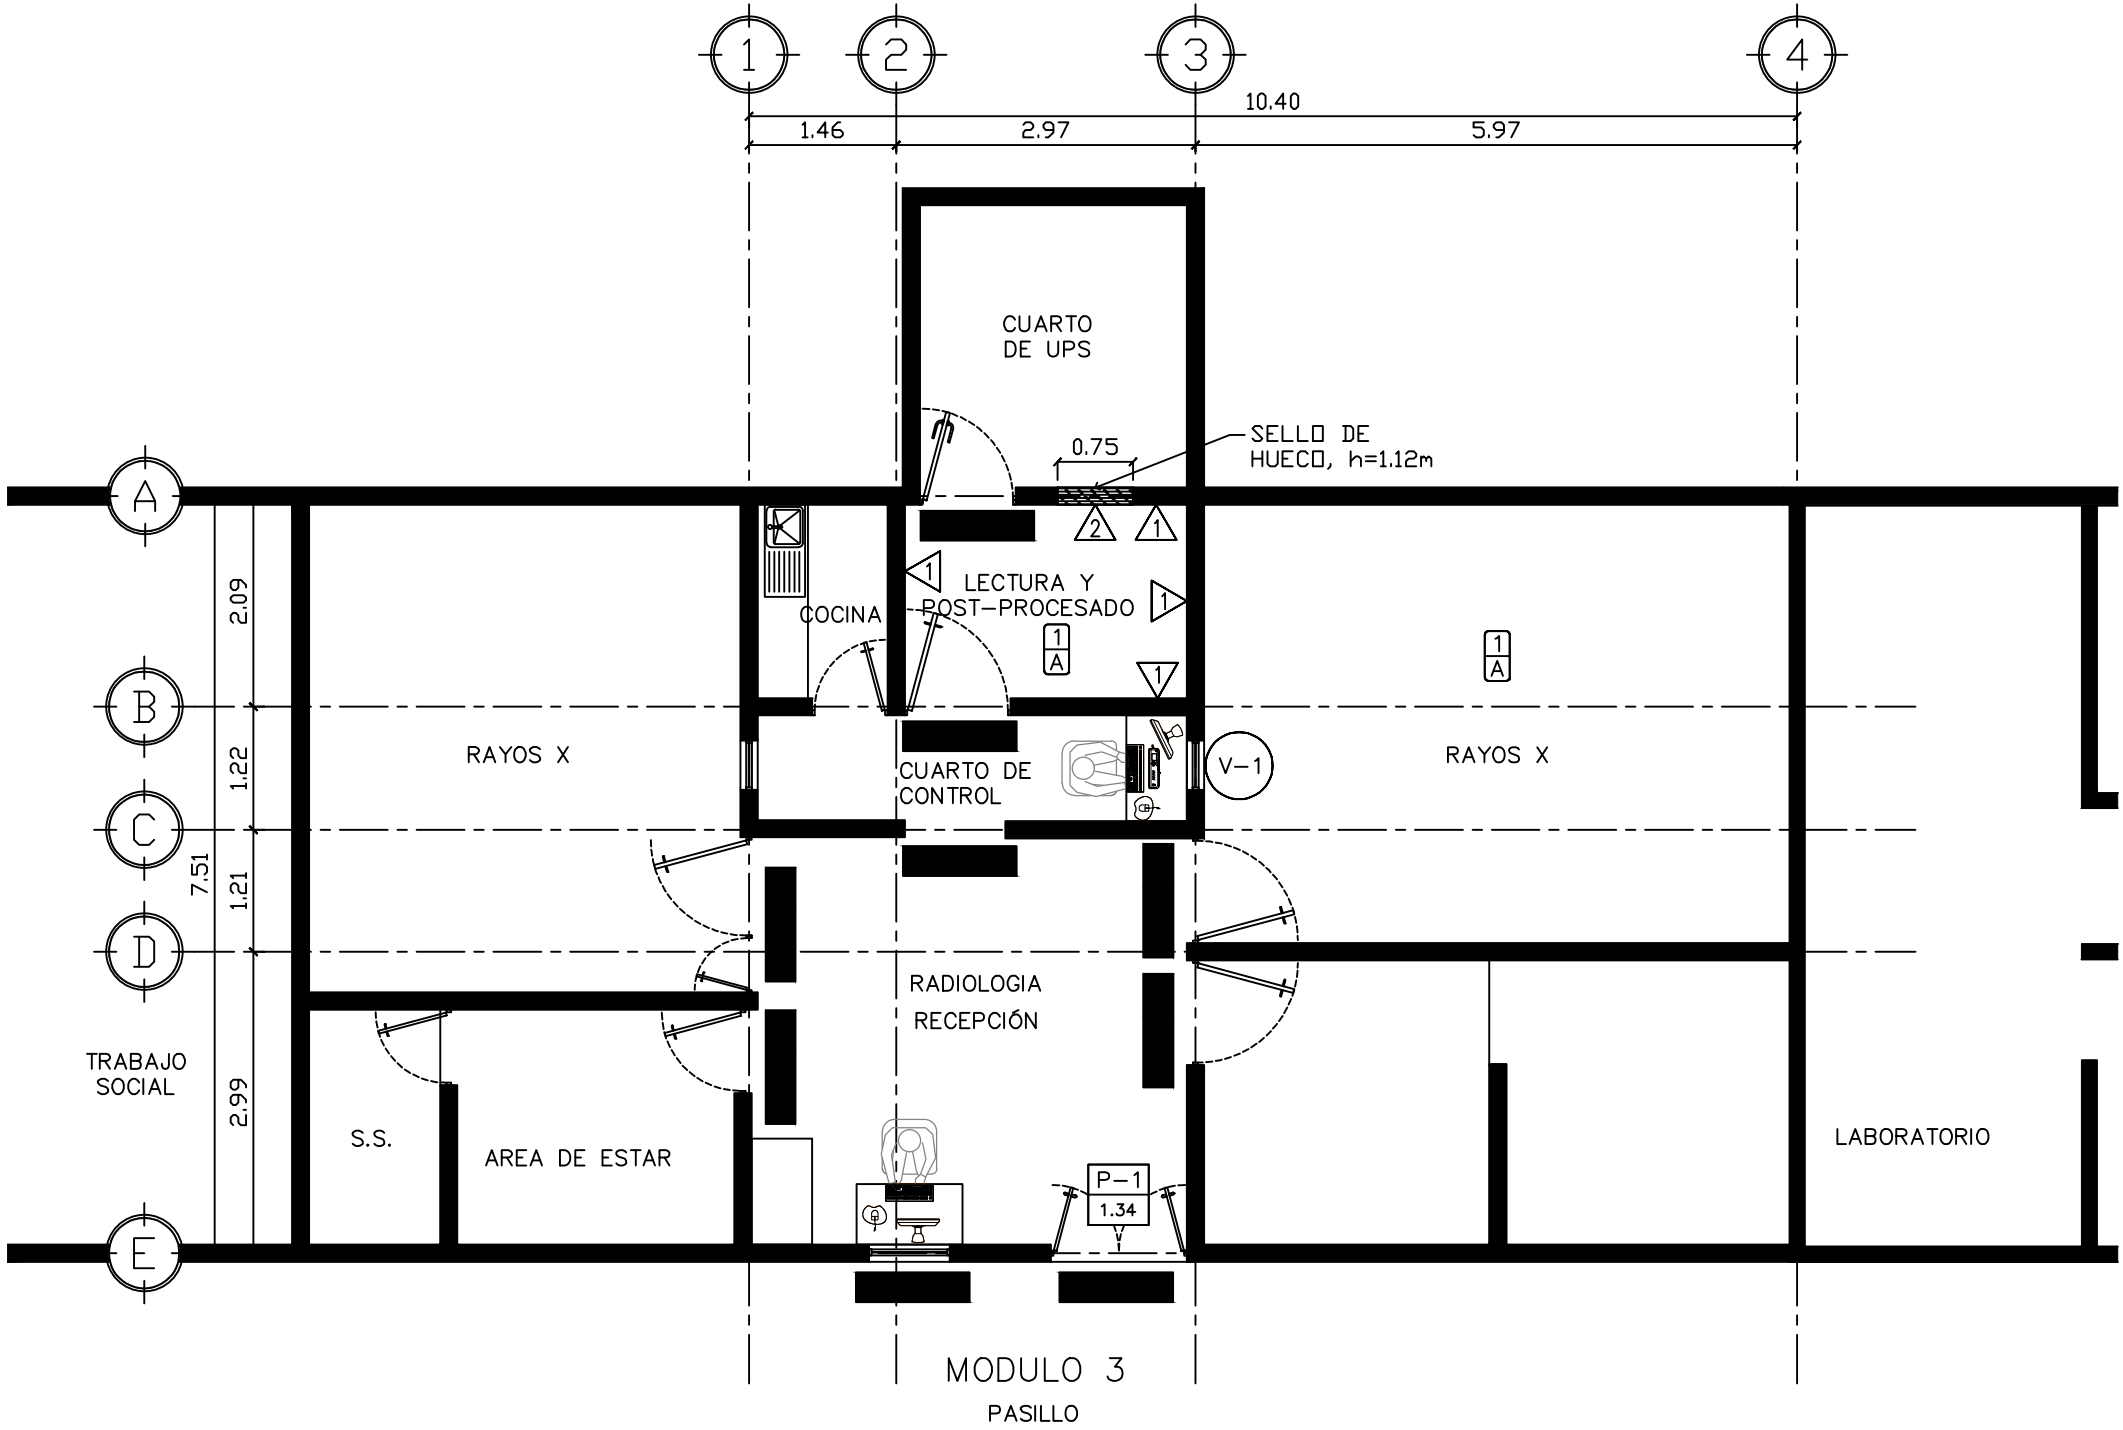 1
2
3
4
10.40
1.46
2.97
5.97
CUARTO
DE UPS
0.75
SELLO DE
HUECO, h=1.12m
A
2
1
1
LECTURA Y
POST-PROCESADO
1
COCINA
2.09
1
A
1
A
1
B
RAYOS X
1.22
CUARTO DE
CONTROL
V-1
RAYOS X
C
7.51
1.21
D
RADIOLOGIA
RECEPCIÓN
TRABAJO
SOCIAL
2.99
S.S.
AREA DE ESTAR
P-1
1.34
LABORATORIO
E
MODULO 3
PASILLO